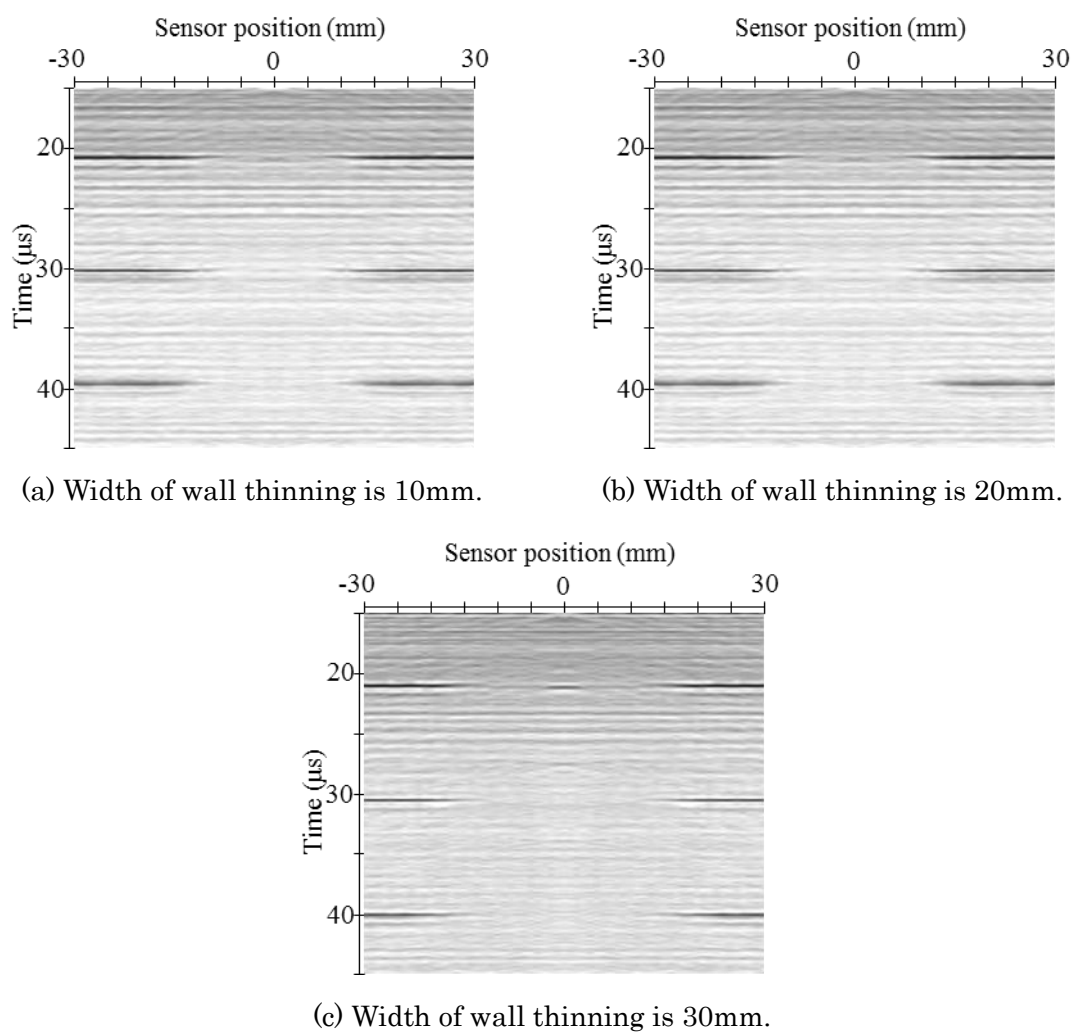 Sensor position (mm)
-30 0 30
20
30
40
Time (μs)
(a) Width of wall thinning is 10mm.
Sensor position (mm)
-30 0 30
20
30
40
Time (μs)
(b) Width of wall thinning is 20mm.
Sensor position (mm)
-30 0 30
20
30
40
Time (μs)
(c) Width of wall thinning is 30mm.